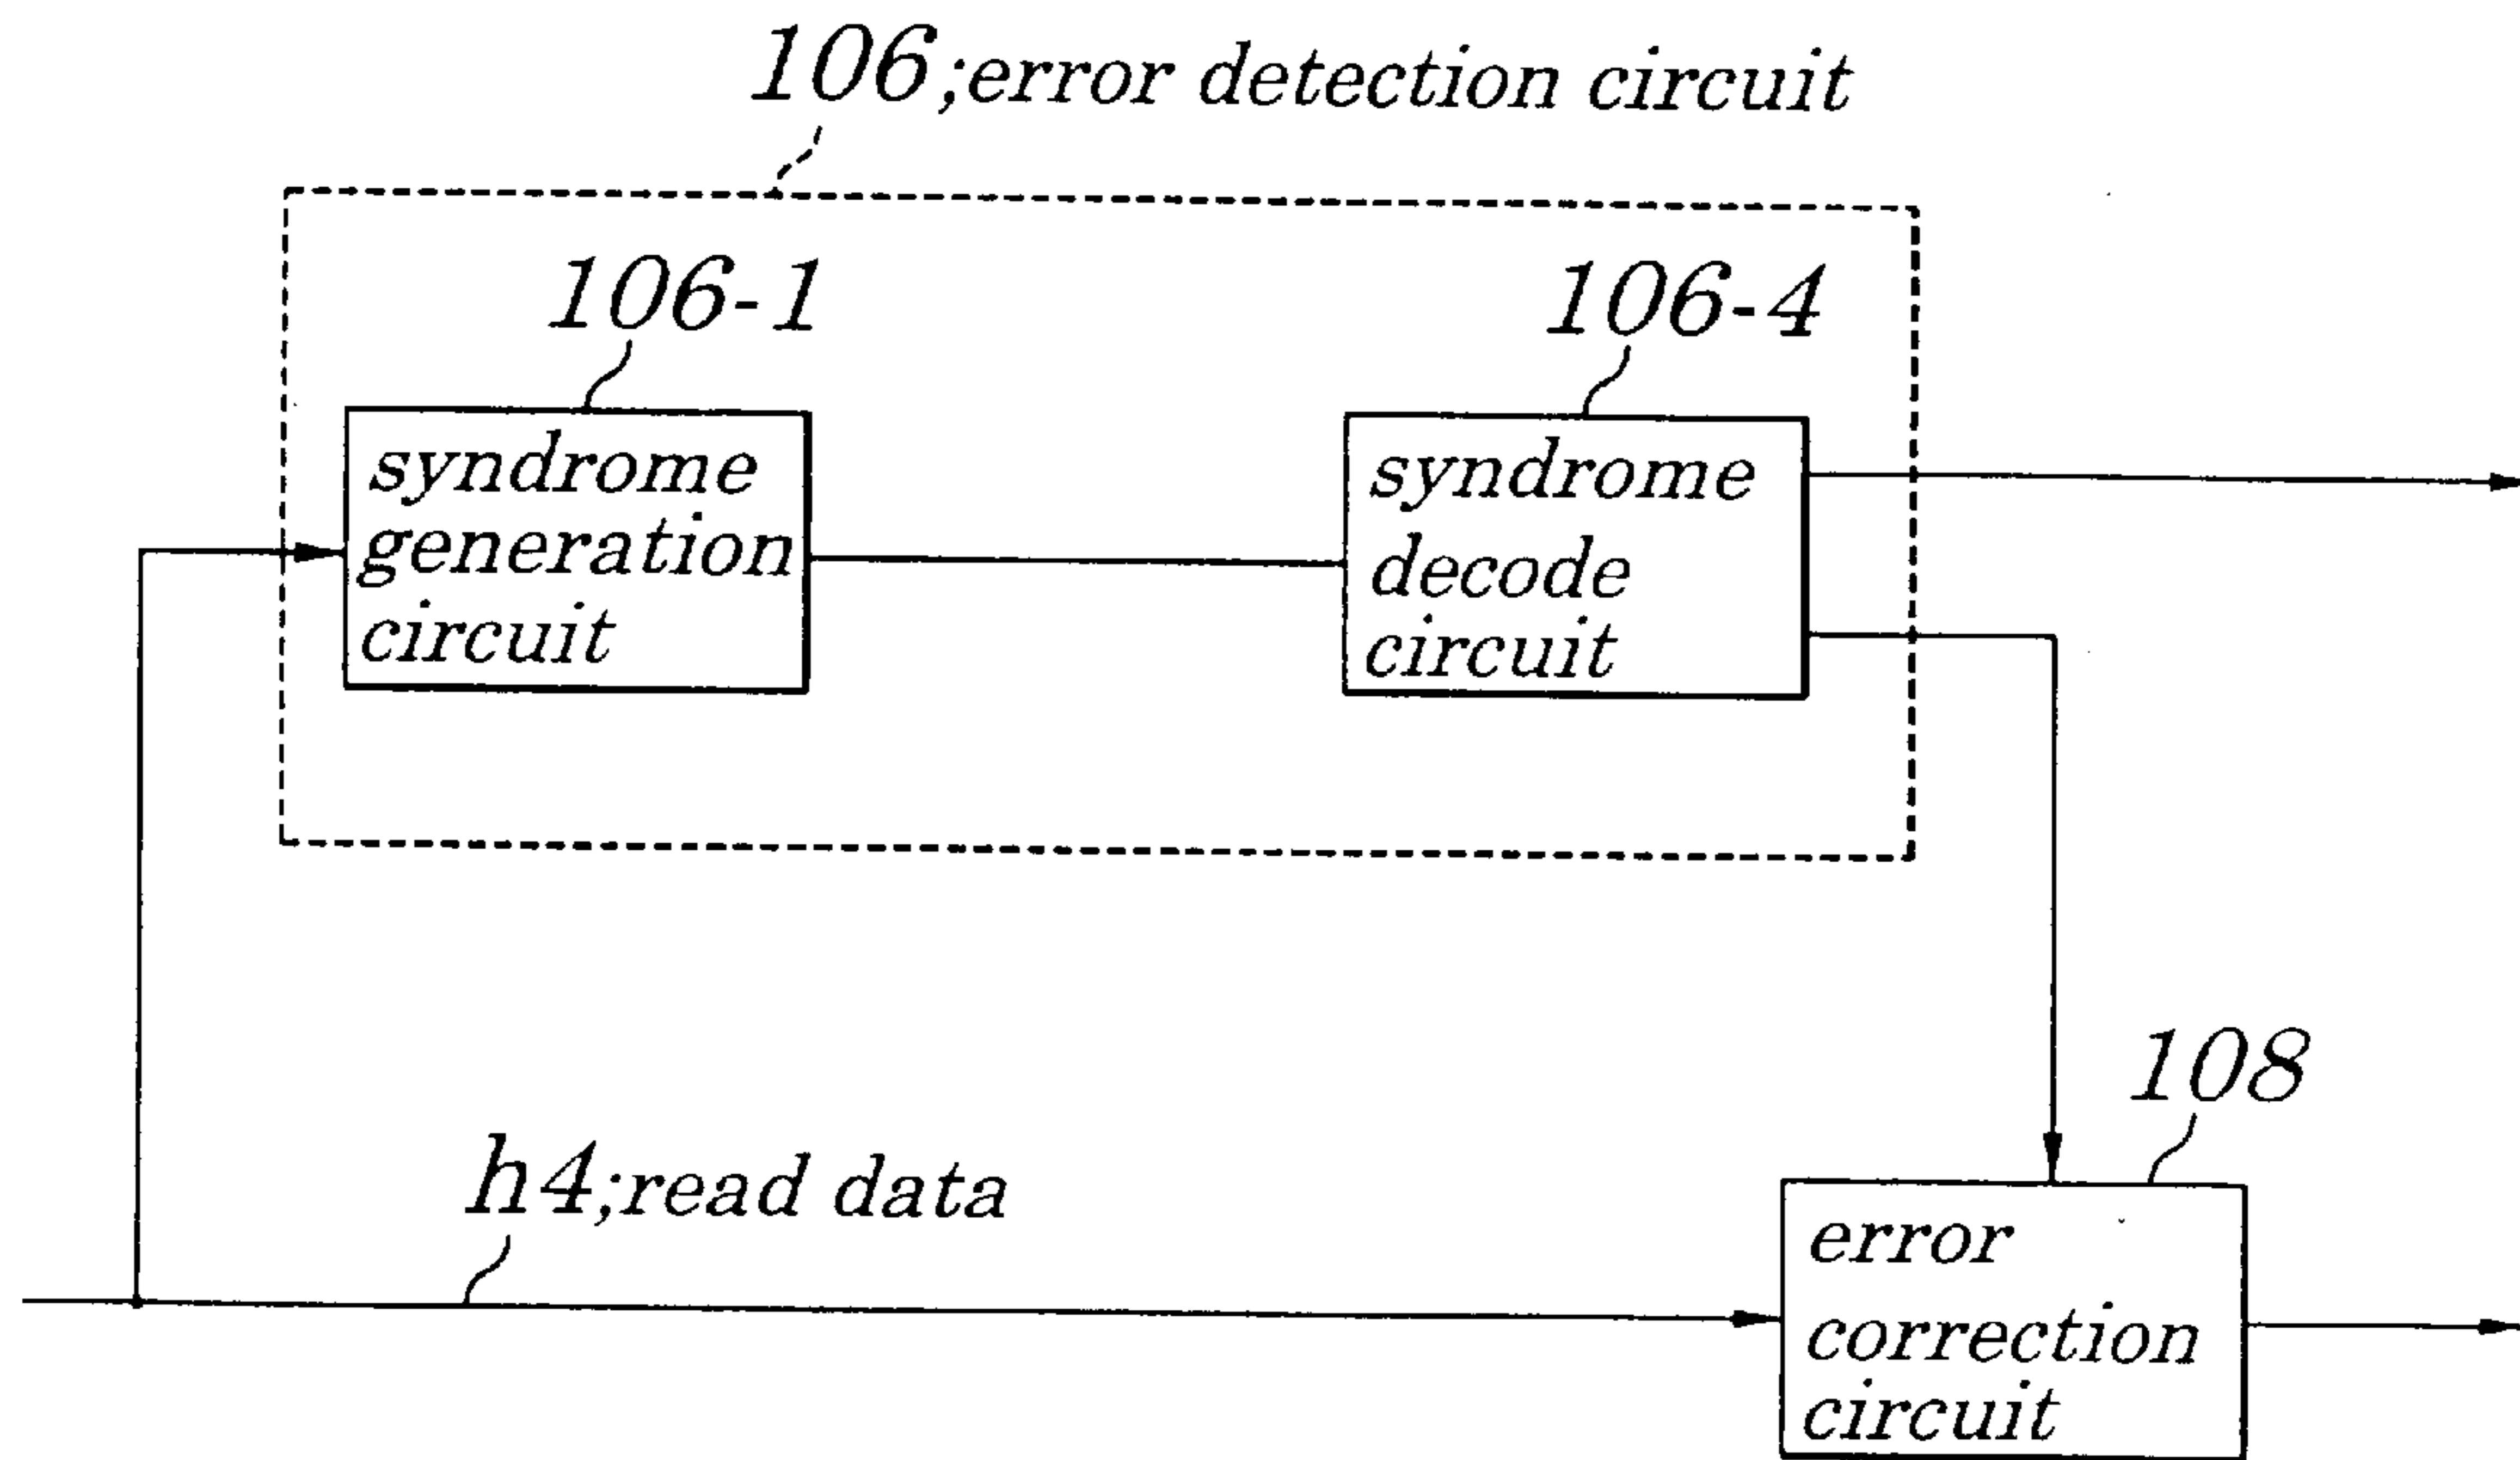 106;error detection circuit
106-1
106-4
syndrome
generation
circuit
syndrome
decode
circuit
108
h4;read data
error
correction
circuit